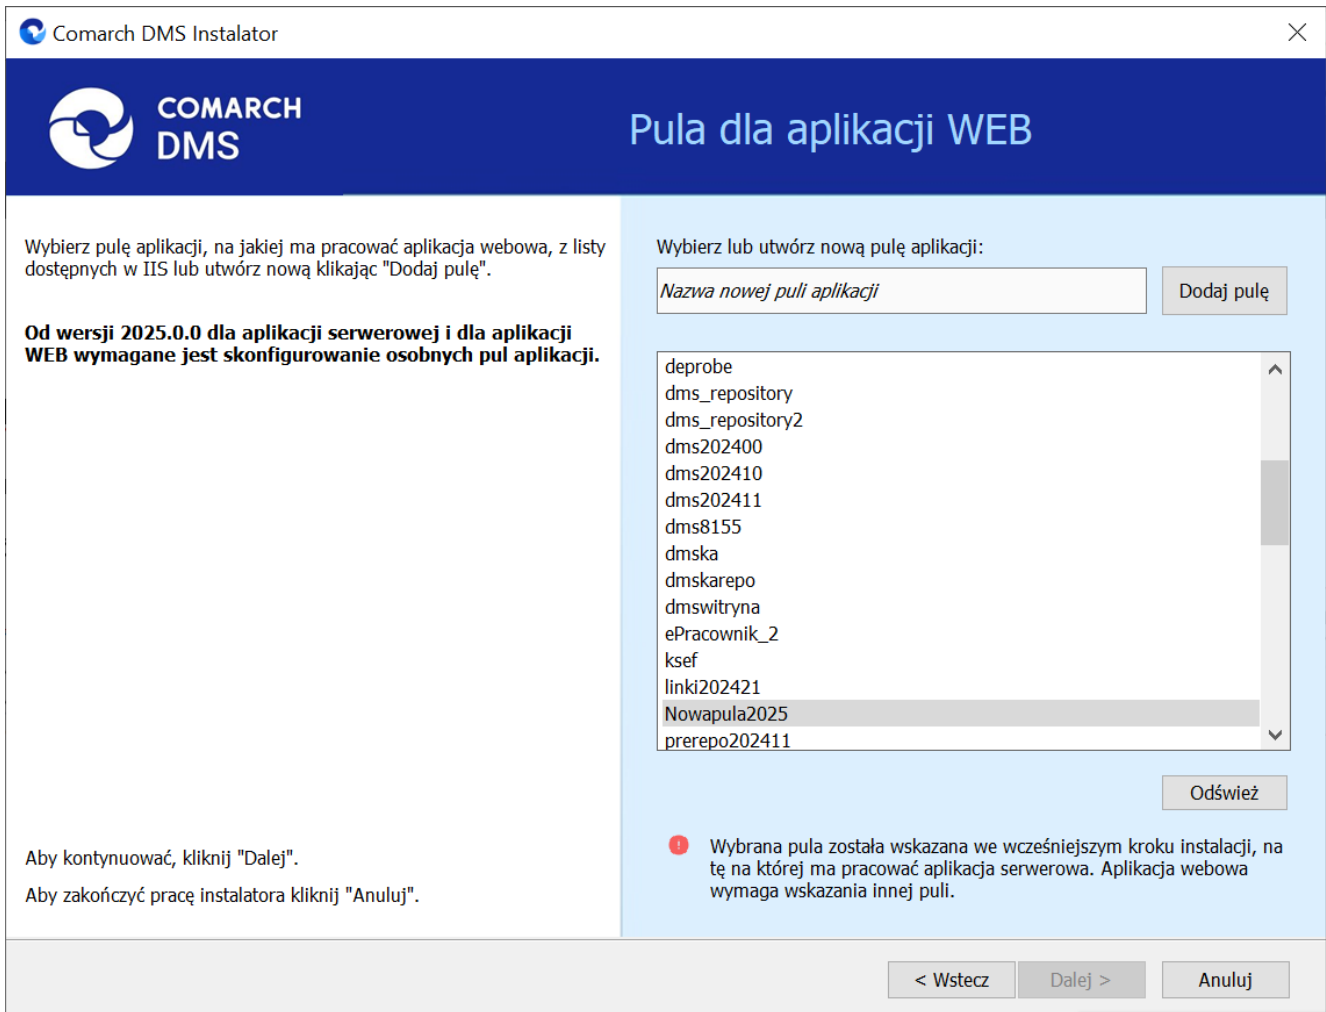 Comarch DMS Instalator
COMARCH
DMS
Pula dla aplikacji WEB
Wybierz pulę aplikacji, na jakiej ma pracować aplikacja webowa, z listy
dostępnych w IIS lub utwórz nową klikając "Dodaj pulę".
Od wersji 2025.0.0 dla aplikacji serwerowej i dla aplikacji
WEB wymagane jest skonfigurowanie osobnych pul aplikacji.
Aby kontynuować, kliknij "Dalej".
Aby zakończyć pracę instalatora kliknij "Anuluj".
Wybierz lub utwórz nową pulę aplikacji:
Nazwa nowej puli aplikacji
Dodaj pulę
deprobe
dms_repository
dms_repository2
dms202400
dms202410
dms202411
dms8155
dmska
dmskarepo
dmswitryna
ePracownik_2
ksef
linki202421
Nowapula2025
prerepo202411
Odśwież
Wybrana pula została wskazana we wcześniejszym kroku instalacji, na
tę na której ma pracować aplikacja serwerowa. Aplikacja webowa
wymaga wskazania innej puli.
< Wstecz
Dalej >
Anuluj